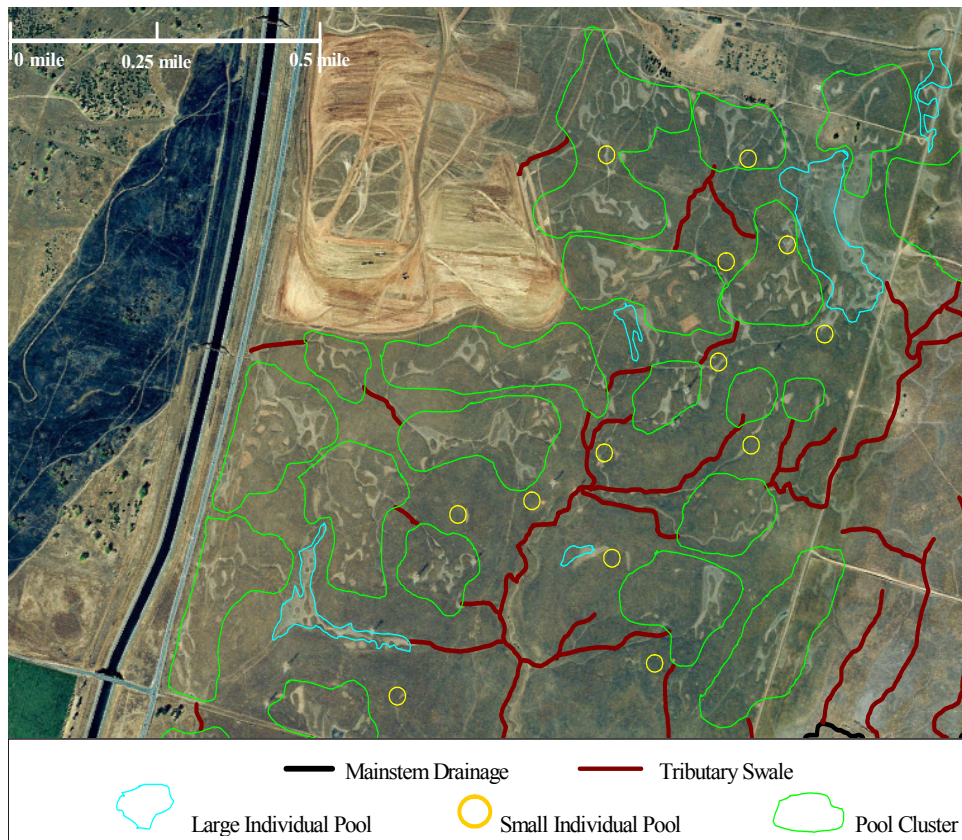 0 mile 0.25 mile 0.5 mile
Mainstem Drainage Tributary Swale
Large Individual Pool Small Individual Pool Pool Cluster